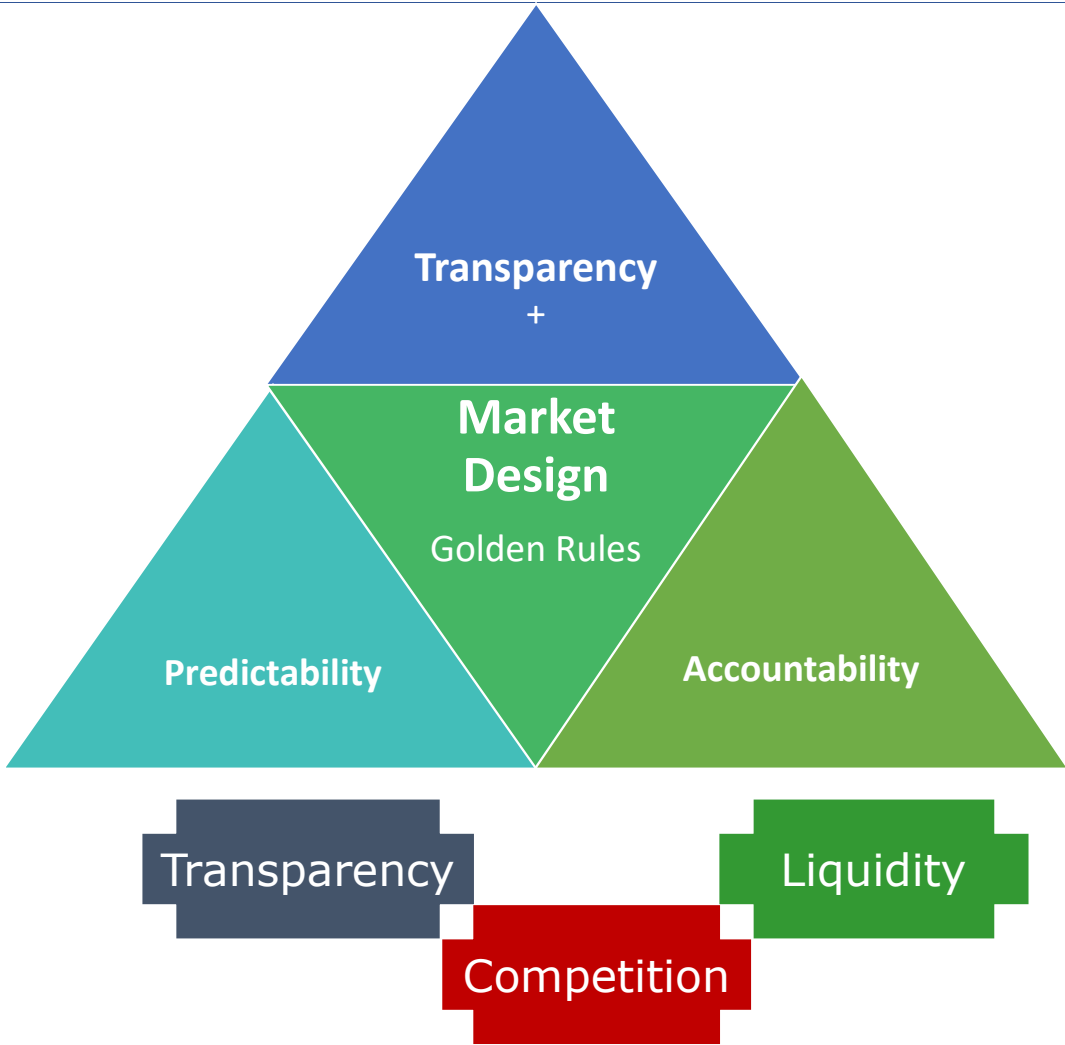 Transparency
+
Market
Design
Golden Rules
Predictability
Accountability
Transparency
Liquidity
Competition